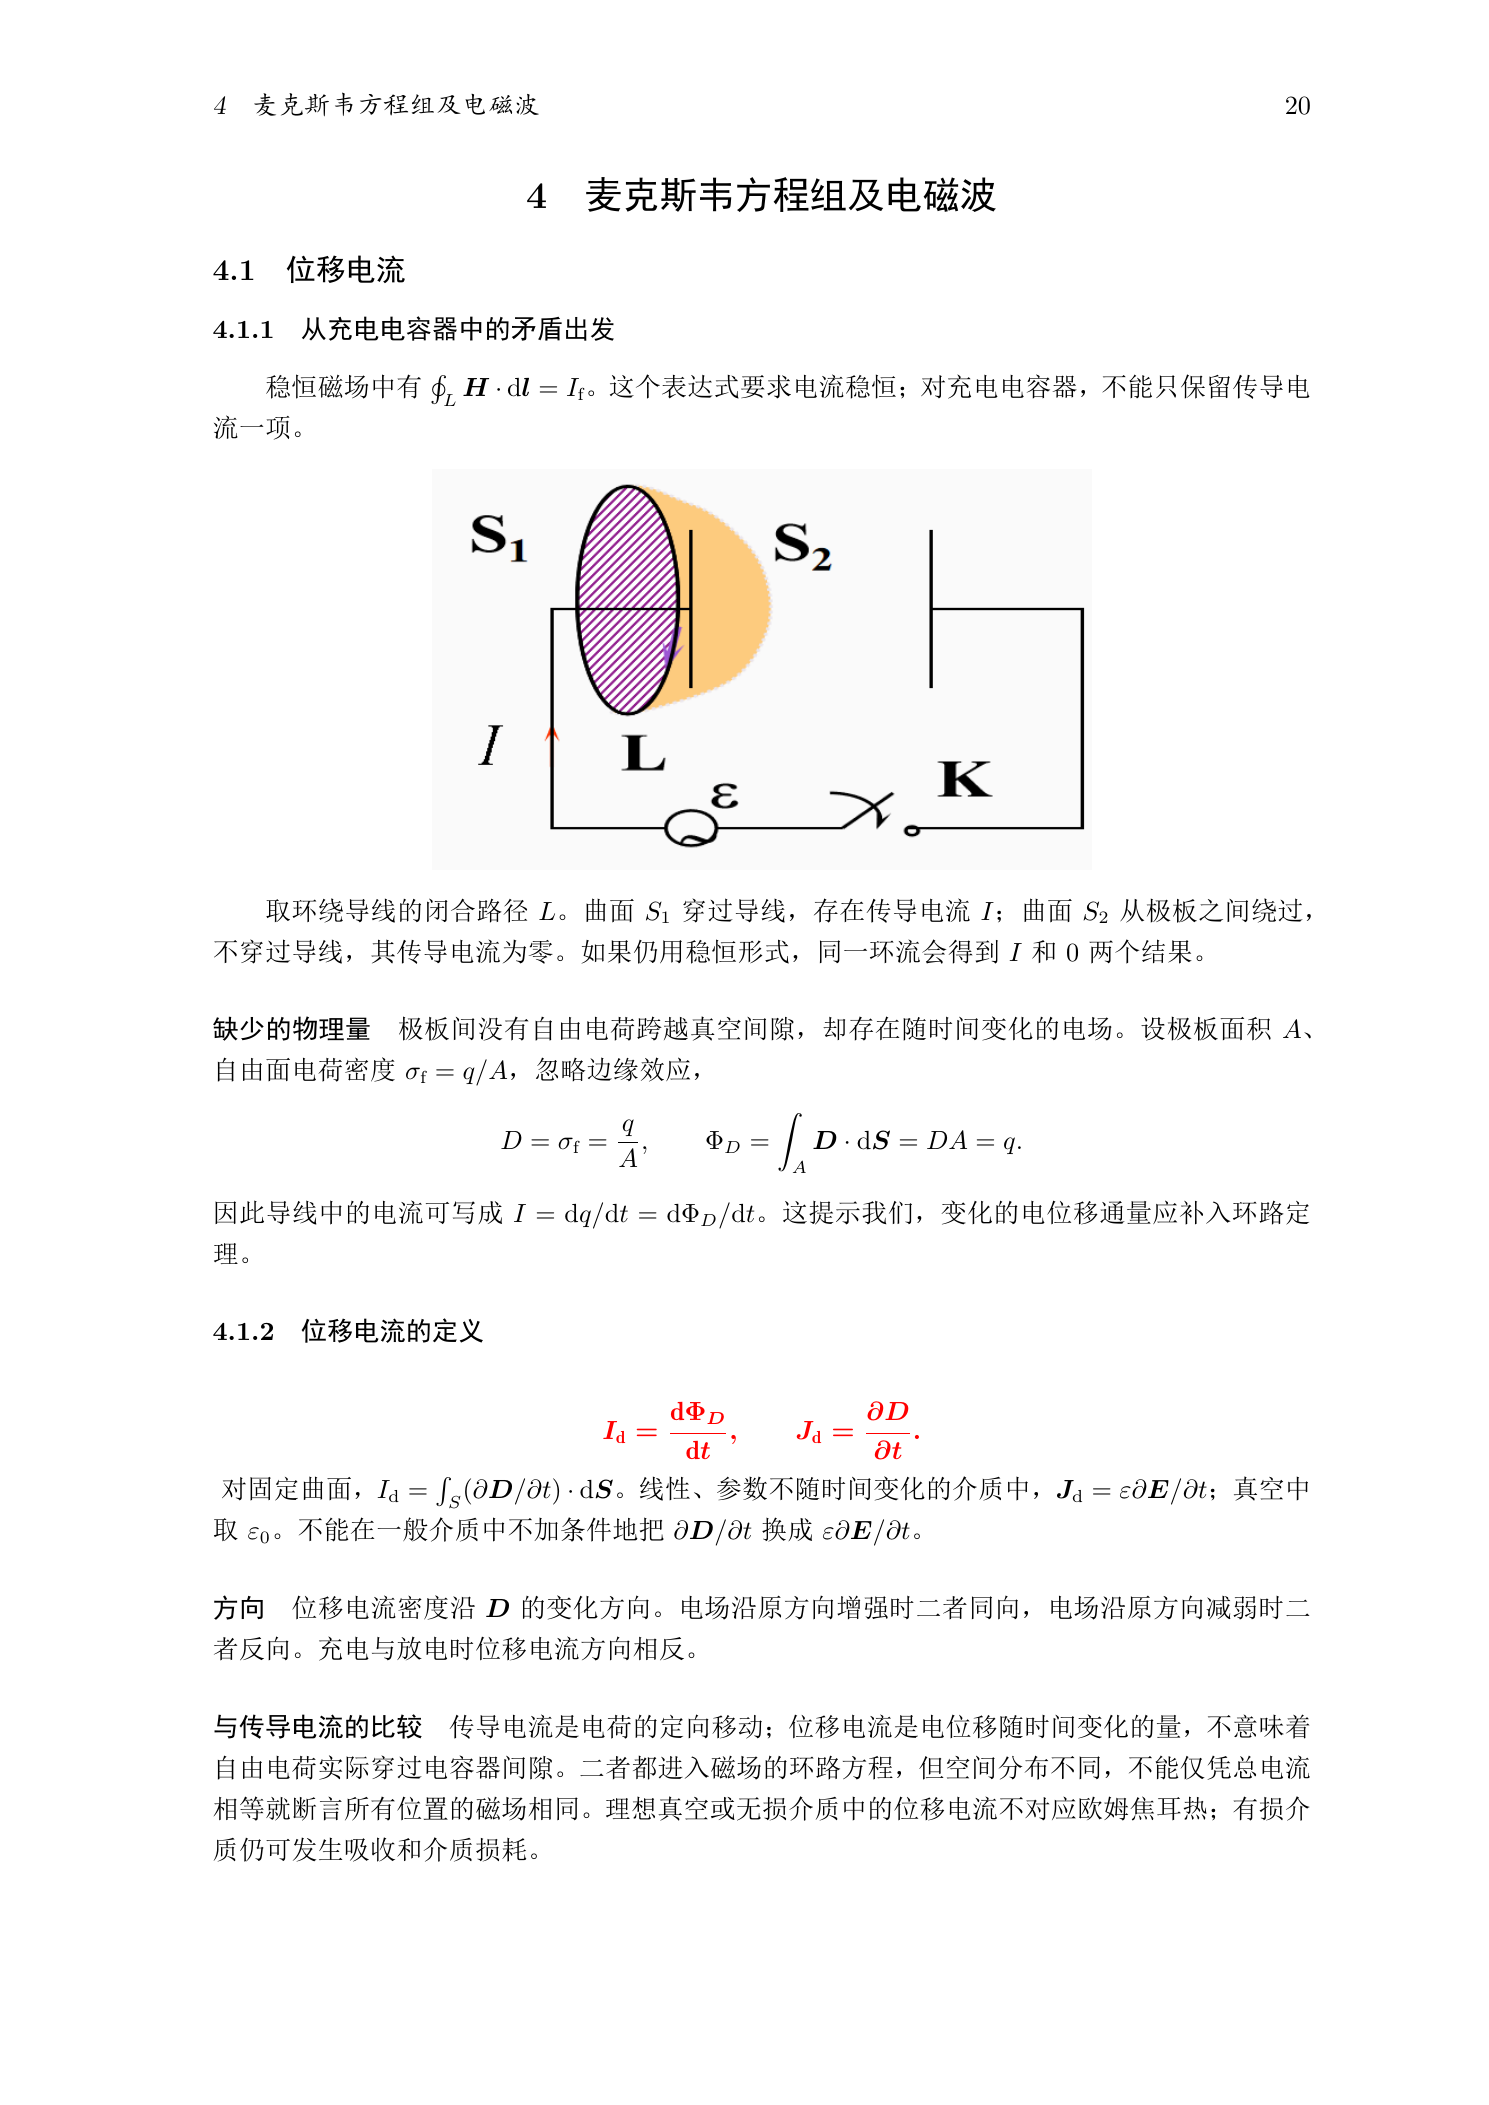 4 麦克斯韦方程组及电磁波 20
4 麦克斯韦方程组及电磁波
4.1 位移电流
4.1.1 从充电电容器中的矛盾出发
稳恒磁场中有 ∮_L H · dl = I_f。这个表达式要求电流稳恒；对充电电容器，不能只保留传导电
流一项。
S₁
S₂
I
L
ε
K
取环绕导线的闭合路径 L。曲面 S₁ 穿过导线，存在传导电流 I；曲面 S₂ 从极板之间绕过，
不穿过导线，其传导电流为零。如果仍用稳恒形式，同一环流会得到 I 和 0 两个结果。
缺少的物理量 极板间没有自由电荷跨越真空间隙，却存在随时间变化的电场。设极板面积 A、
自由面电荷密度 σ_f = q/A，忽略边缘效应，
D = σ_f = q/A, Φ_D = ∫_A D · dS = DA = q.
因此导线中的电流可写成 I = dq/dt = dΦ_D/dt。这提示我们，变化的电位移通量应补入环路定
理。
4.1.2 位移电流的定义
I_d = dΦ_D/dt, J_d = ∂D/∂t.
对固定曲面，I_d = ∫_S(∂D/∂t) · dS。线性、参数不随时间变化的介质中，J_d = ε∂E/∂t；真空中
取 ε₀。不能在一般介质中不加条件地把 ∂D/∂t 换成 ε∂E/∂t。
方向 位移电流密度沿 D 的变化方向。电场沿原方向增强时二者同向，电场沿原方向减弱时二
者反向。充电与放电时位移电流方向相反。
与传导电流的比较 传导电流是电荷的定向移动；位移电流是电位移随时间变化的量，不意味着
自由电荷实际穿过电容器间隙。二者都进入磁场的环路方程，但空间分布不同，不能仅凭总电流
相等就断言所有位置的磁场相同。理想真空或无损介质中的位移电流不对应欧姆焦耳热；有损介
质仍可发生吸收和介质损耗。